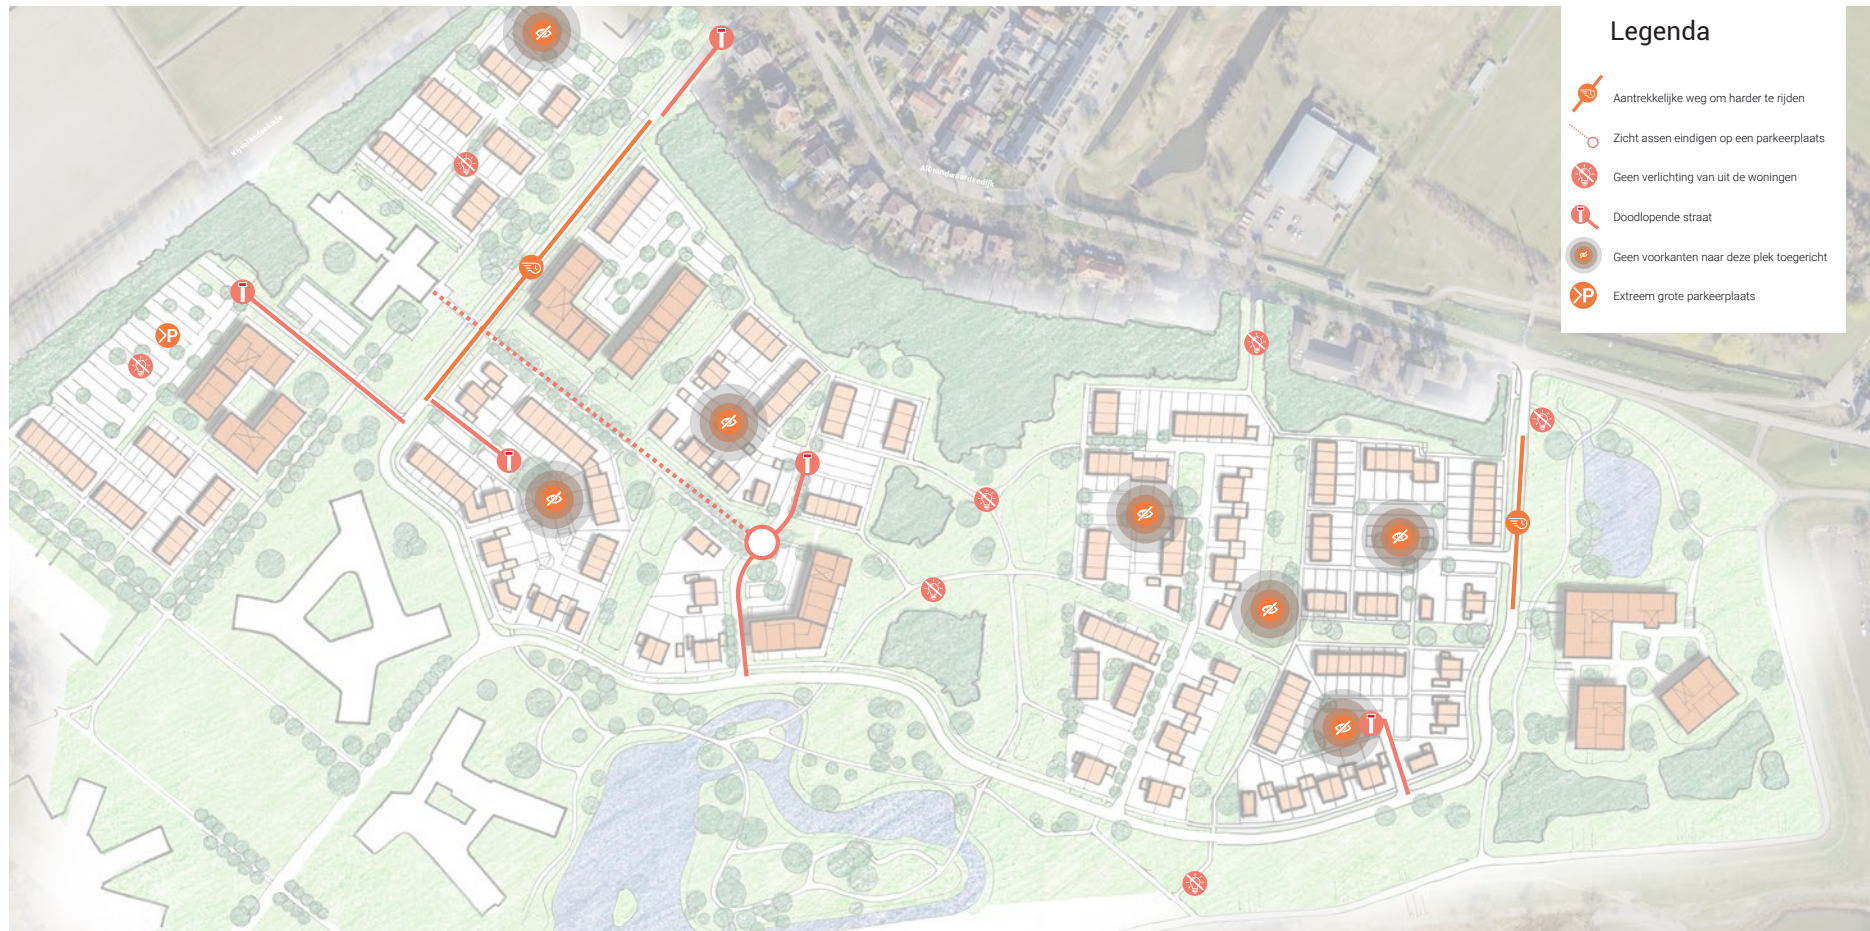 Legenda
Aantrekkelijke weg om harder te rijden
Zicht assen eindigen op een parkeerplaats
Geen verlichting van uit de woningen
Doodlopende straat
Geen voorkanten naar deze plek toegericht
>P Extreem grote parkeerplaats
Albrandwaardsedijk
>P